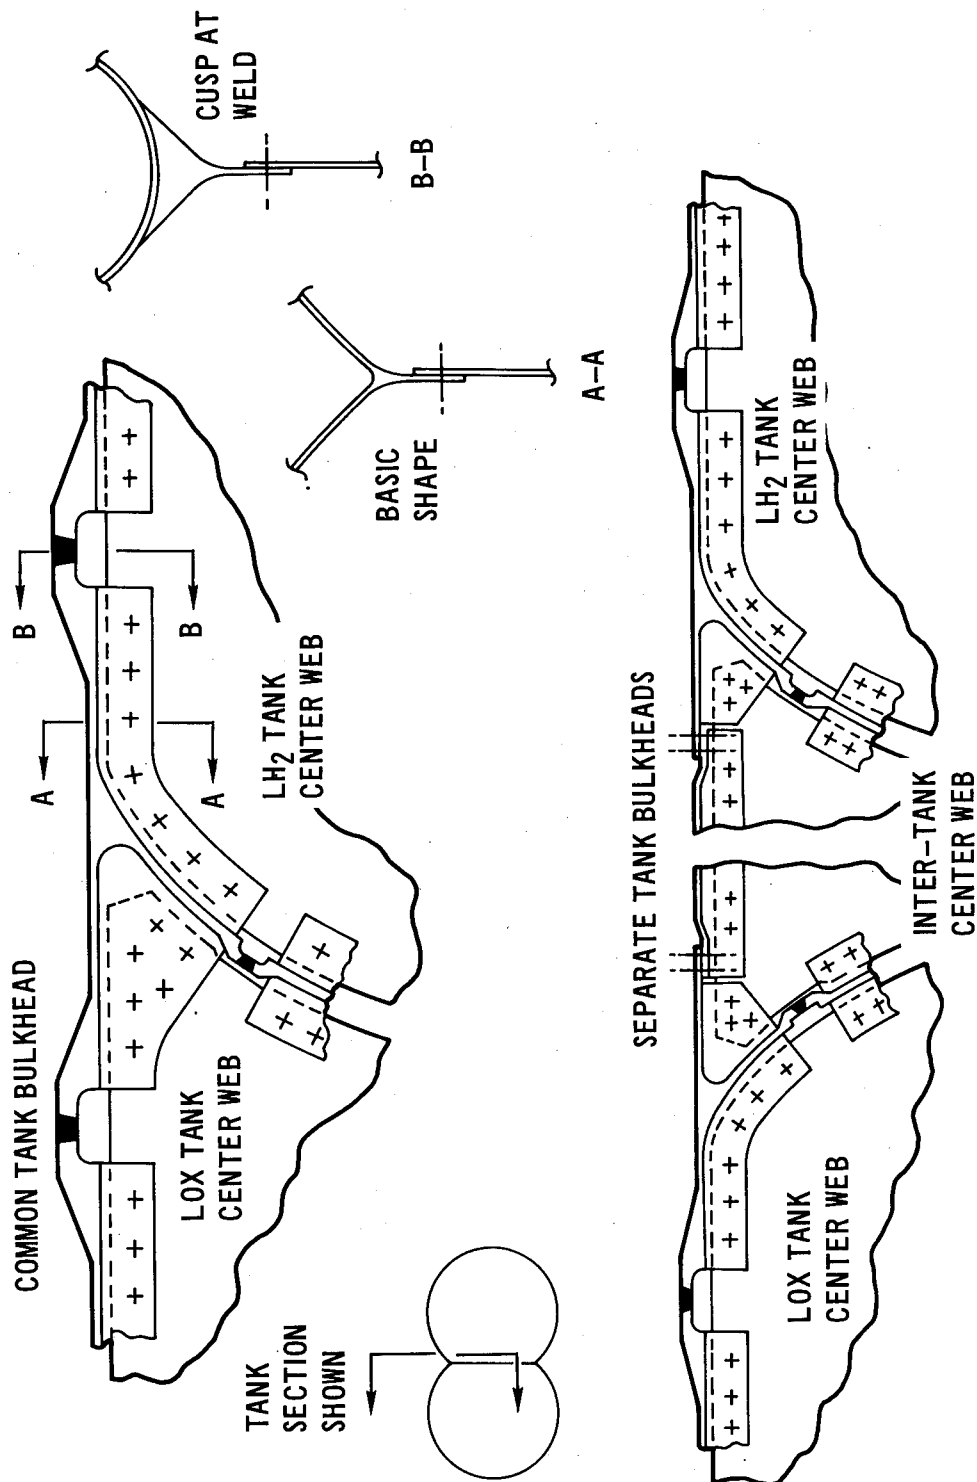 COMMON TANK BULKHEAD
LOX TANK
CENTER WEB
LH2 TANK
CENTER WEB
A
A
B
B
TANK
SECTION
SHOWN
BASIC
SHAPE
A-A
CUSP AT
WELD
B-B
SEPARATE TANK BULKHEADS
LOX TANK
CENTER WEB
INTER-TANK
CENTER WEB
LH2 TANK
CENTER WEB